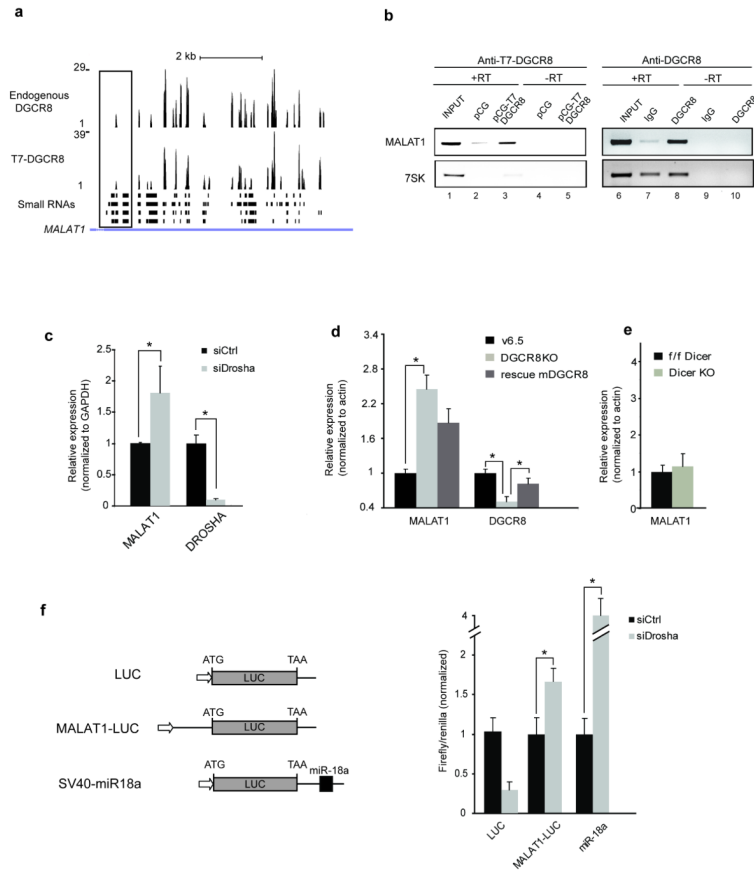 a
2 kb
29
Endogenous
DGCR8
1
39
T7-DGCR8
1
Small RNAs
MALAT1
b
Anti-T7-DGCR8
Anti-DGCR8
+RT
-RT
+RT
-RT
INPUT
pCG
pCG-T7
DGCR8
pCG
pCG-T7
DGCR8
INPUT
IgG
DGCR8
IgG
DGCR8
MALAT1
7SK
1 2 3 4 5 6 7 8 9 10
c
Relative expression
(normalized to GAPDH)
2.5
2
1.5
1
0.5
0
*
*
siCtrl
siDrosha
MALAT1
DROSHA
d
Relative expression
(normalized to actin)
3.4
2.8
2.2
1.6
1
0.4
*
*
*
v6.5
DGCR8KO
rescue mDGCR8
MALAT1
DGCR8
e
Relative expression
(normalized to actin)
4
3
2
1
0
f/f Dicer
Dicer KO
MALAT1
f
LUC
ATG
TAA
LUC
MALAT1-LUC
ATG
TAA
LUC
SV40-miR18a
ATG
TAA
miR-18a
LUC
Firefly/renilla (normalized)
4
2
1.5
1
0.5
0
*
*
siCtrl
siDrosha
LUC
MALAT1-LUC
miR-18a